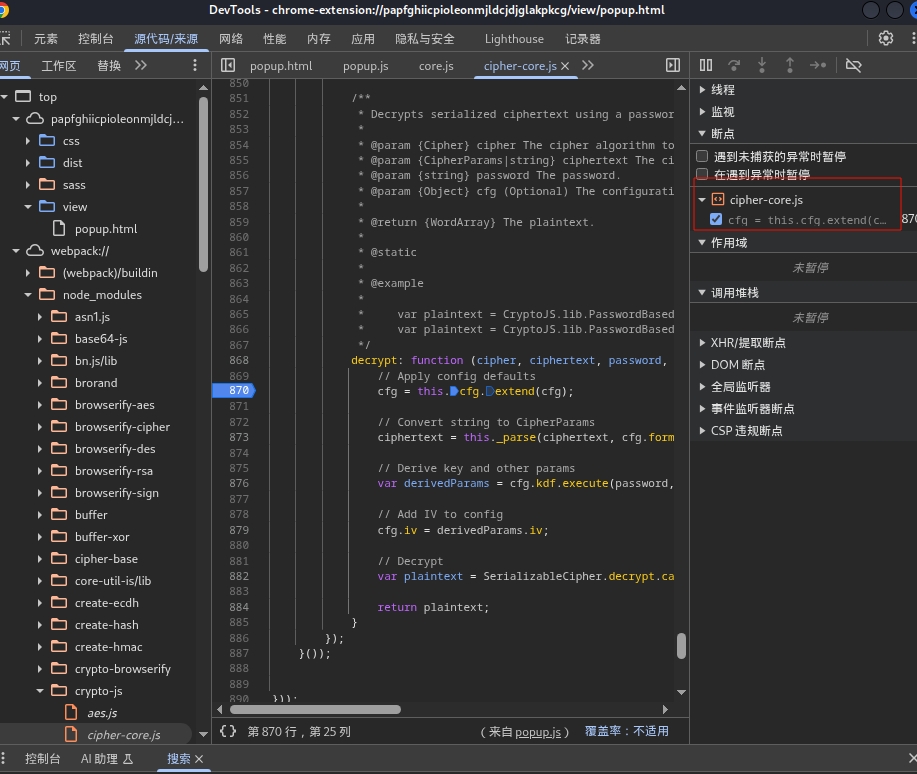 DevTools - chrome-extension://papfghiicpioleonmjldcjdjglakpkcg/view/popup.html
元素 控制台 源代码/来源 网络 性能 内存 应用 隐私与安全 Lighthouse 记录器
网页 工作区 替换
popup.html popup.js core.js cipher-core.js
top
papfghiicpioleonmjldcj...
css
dist
sass
view
popup.html
webpack://
(webpack)/buildin
node_modules
asn1.js
base64-js
bn.js/lib
brorand
browserify-aes
browserify-cipher
browserify-des
browserify-rsa
browserify-sign
buffer
buffer-xor
cipher-base
core-util-is/lib
create-ecdh
create-hash
create-hmac
crypto-browserify
crypto-js
aes.js
cipher-core.js
850
851 /**
852 * Decrypts serialized ciphertext using a passwor
853 *
854 * @param {Cipher} cipher The cipher algorithm to
855 * @param {CipherParams|string} ciphertext The ci
856 * @param {string} password The password.
857 * @param {Object} cfg (Optional) The configurati
858 *
859 * @return {WordArray} The plaintext.
860 *
861 * @static
862 *
863 * @example
864 *
865 *     var plaintext = CryptoJS.lib.PasswordBased
866 *     var plaintext = CryptoJS.lib.PasswordBased
867 */
868 decrypt: function (cipher, ciphertext, password,
869 // Apply config defaults
870 cfg = this.cfg.extend(cfg);
871
872 // Convert string to CipherParams
873 ciphertext = this._parse(ciphertext, cfg.form
874
875 // Derive key and other params
876 var derivedParams = cfg.kdf.execute(password,
877
878 // Add IV to config
879 cfg.iv = derivedParams.iv;
880
881 // Decrypt
882 var plaintext = SerializableCipher.decrypt.ca
883
884 return plaintext;
885 }
886 });
887 }());
888
889
890 }));
{ } 第 870 行，第 25 列 （来自 popup.js ） 覆盖率：不适用
线程
监视
断点
遇到未捕获的异常时暂停
在遇到异常时暂停
cipher-core.js
cfg = this.cfg.extend(c... 870
作用域
未暂停
调用堆栈
未暂停
XHR/提取断点
DOM 断点
全局监听器
事件监听器断点
CSP 违规断点
控制台 AI 助理 搜索